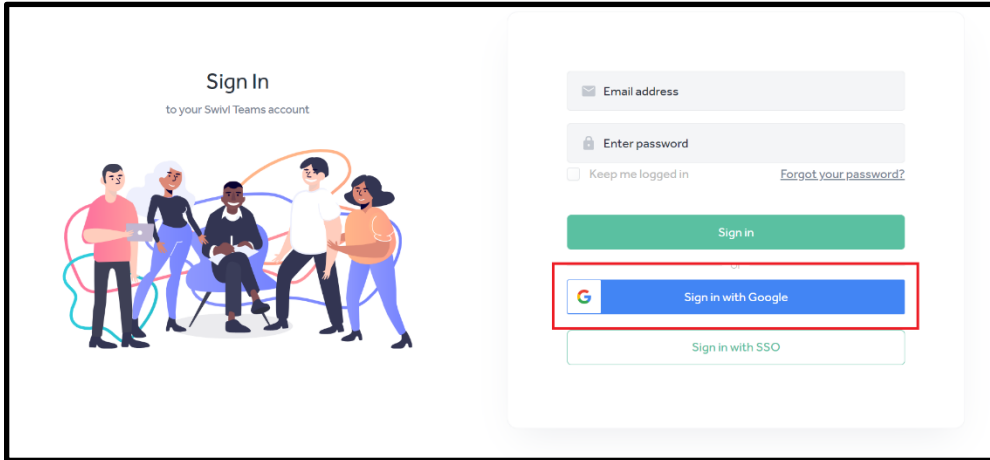 Sign In
to your Swivl Teams account
Email address
Enter password
Keep me logged in
Forgot your password?
Sign in
or
Sign in with Google
Sign in with SSO